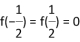 f(-1/2) = f(1/2) = 0